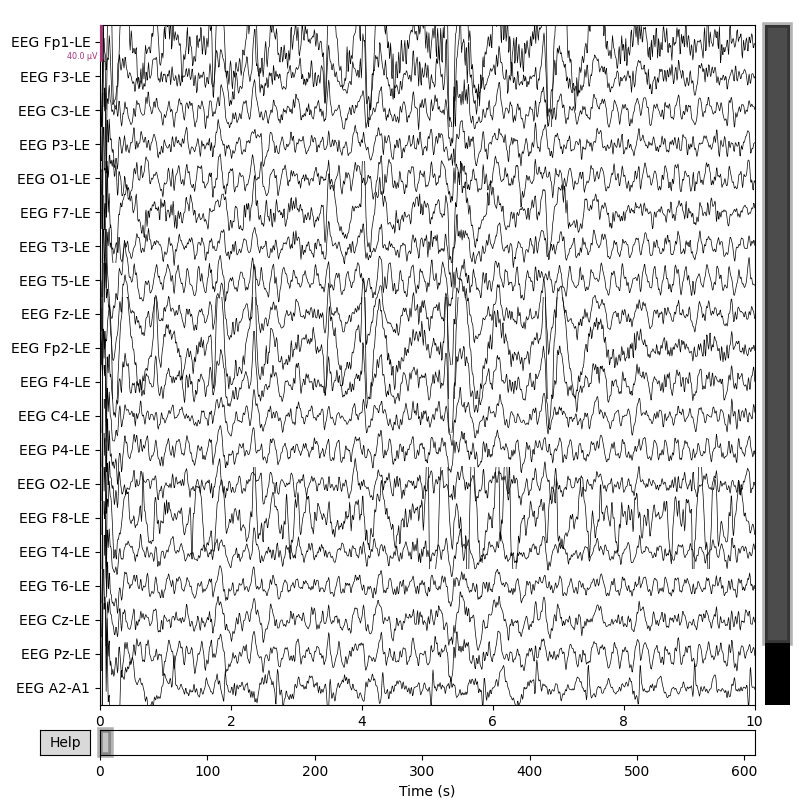 EEG Fp1-LE
40.0 µV
EEG F3-LE
EEG C3-LE
EEG P3-LE
EEG O1-LE
EEG F7-LE
EEG T3-LE
EEG T5-LE
EEG Fz-LE
EEG Fp2-LE
EEG F4-LE
EEG C4-LE
EEG P4-LE
EEG O2-LE
EEG F8-LE
EEG T4-LE
EEG T6-LE
EEG Cz-LE
EEG Pz-LE
EEG A2-A1
0 2 4 6 8 10
Help
0 100 200 300 400 500 600
Time (s)